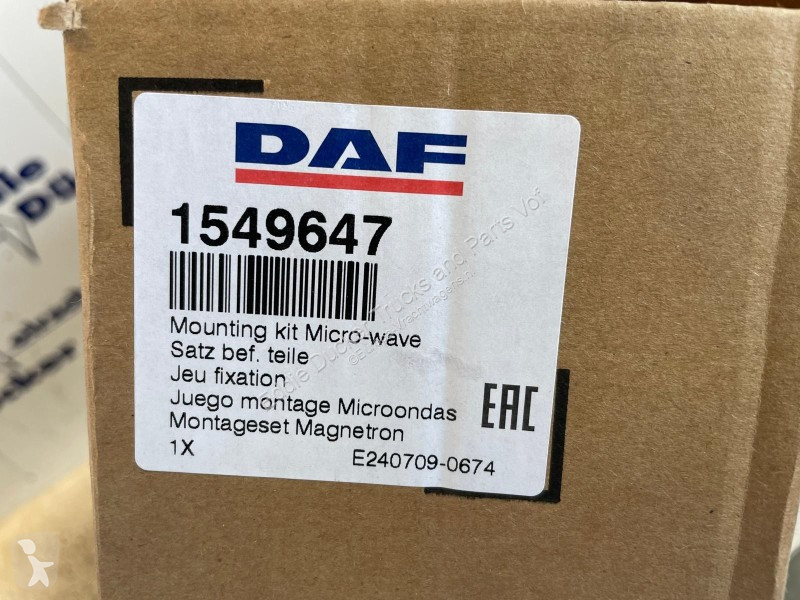 DAF
1549647
Mounting kit Micro-wave
Satz bef. teile
Jeu fixation
Juego montage Microondas
Montageset Magnetron
EAC
1X
E240709-0674